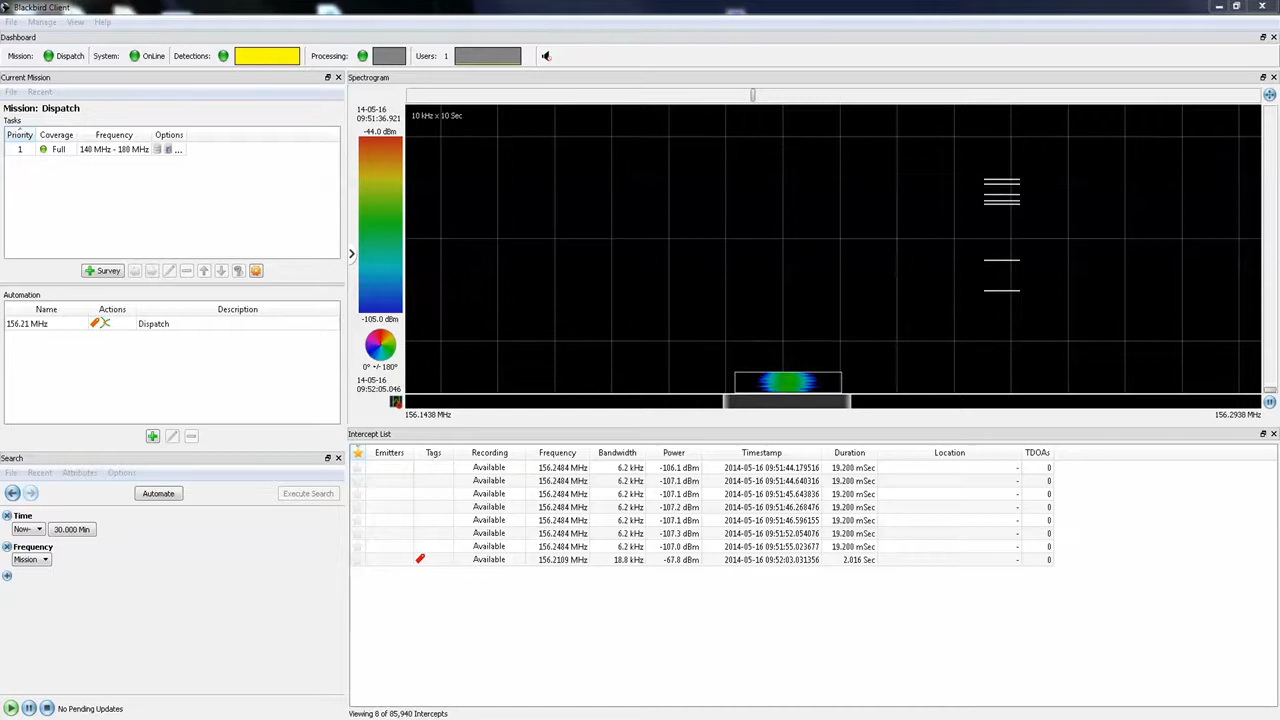 Blackbird Client
File Manage View Help
Dashboard
Mission: Dispatch System: OnLine Detections: Processing: Users: 1
Current Mission
File Recent
Mission: Dispatch
Tasks
Priority Coverage Frequency Options
1 Full 140 MHz - 180 MHz ...
Survey
Automation
Name Actions Description
156.21 MHz Dispatch
Search
File Recent Attributes Options
Automate Execute Search
Time
Now- 30.000 Min
Frequency
Mission
No Pending Updates
Spectrogram
14-05-16
09:51:36.921
-44.0 dBm
-105.0 dBm
0° +/-180°
14-05-16
09:52:05.046
10 kHz x 10 Sec
156.1438 MHz 156.2938 MHz
Intercept List
Emitters Tags Recording Frequency Bandwidth Power Timestamp Duration Location TDOAs
Available 156.2484 MHz 6.2 kHz -106.1 dBm 2014-05-16 09:51:44.179516 19.200 mSec - 0
Available 156.2484 MHz 6.2 kHz -107.1 dBm 2014-05-16 09:51:44.640316 19.200 mSec - 0
Available 156.2484 MHz 6.2 kHz -107.1 dBm 2014-05-16 09:51:45.643836 19.200 mSec - 0
Available 156.2484 MHz 6.2 kHz -107.2 dBm 2014-05-16 09:51:46.268476 19.200 mSec - 0
Available 156.2484 MHz 6.2 kHz -107.1 dBm 2014-05-16 09:51:46.596155 19.200 mSec - 0
Available 156.2484 MHz 6.2 kHz -107.3 dBm 2014-05-16 09:51:52.054076 19.200 mSec - 0
Available 156.2484 MHz 6.2 kHz -107.0 dBm 2014-05-16 09:51:55.023677 19.200 mSec - 0
Available 156.2109 MHz 18.8 kHz -67.8 dBm 2014-05-16 09:52:03.031356 2.016 Sec - 0
Viewing 8 of 85,940 Intercepts